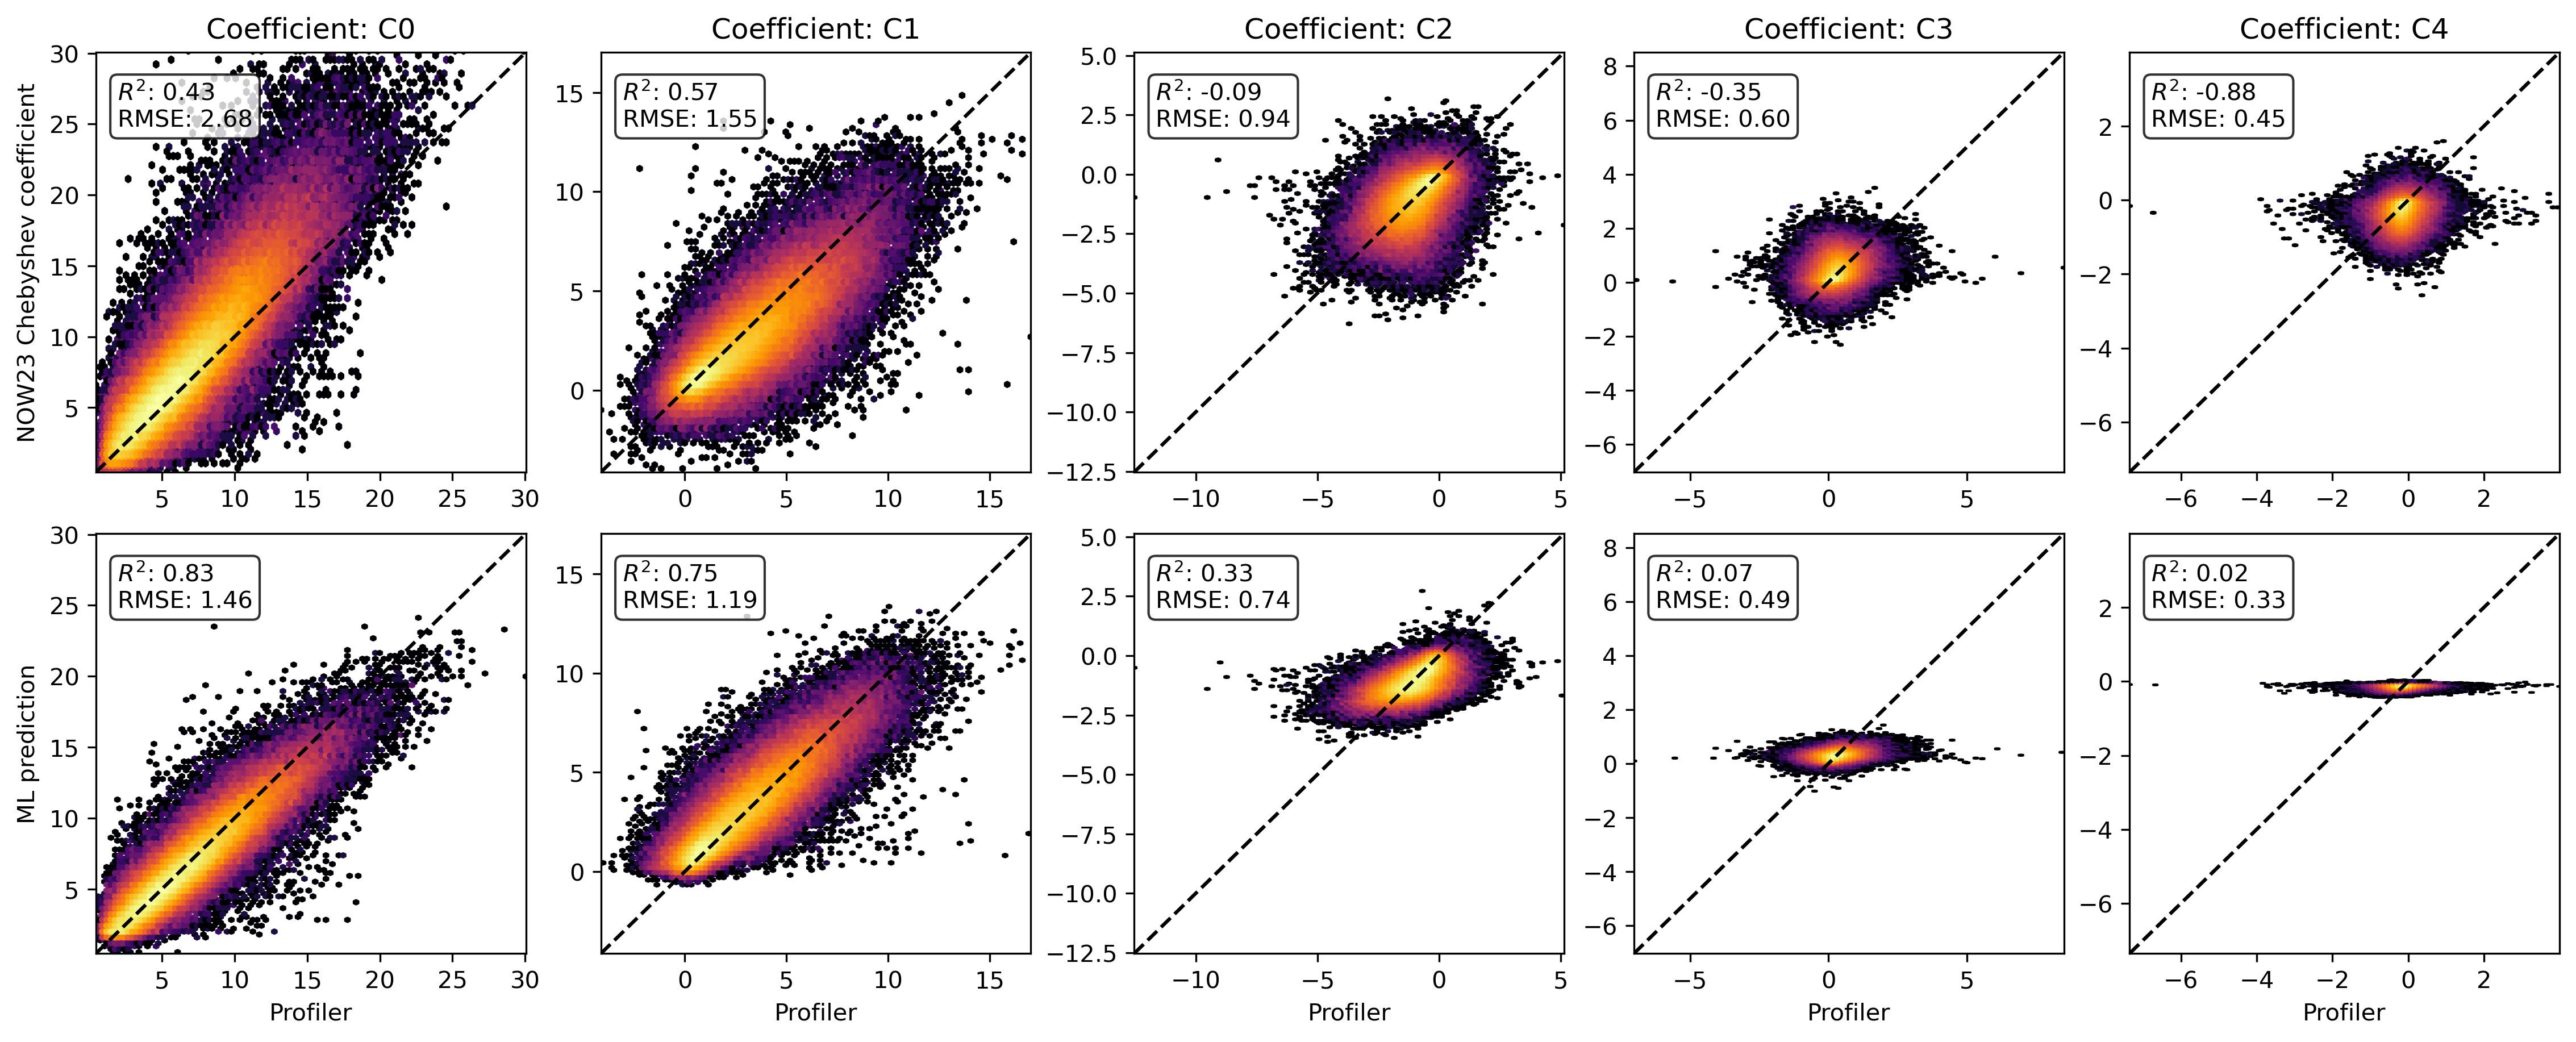 Coefficient: C0
Coefficient: C1
Coefficient: C2
Coefficient: C3
Coefficient: C4
NOW23 Chebyshev coefficient
30
25
20
15
10
5
R²: 0.43
RMSE: 2.68
5 10 15 20 25 30
15
10
5
0
R²: 0.57
RMSE: 1.55
0 5 10 15
5.0
2.5
0.0
−2.5
−5.0
−7.5
−10.0
−12.5
R²: -0.09
RMSE: 0.94
−10 −5 0 5
8
6
4
2
0
−2
−4
−6
R²: -0.35
RMSE: 0.60
−5 0 5
2
0
−2
−4
−6
R²: -0.88
RMSE: 0.45
−6 −4 −2 0 2
ML prediction
30
25
20
15
10
5
R²: 0.83
RMSE: 1.46
5 10 15 20 25 30
Profiler
15
10
5
0
R²: 0.75
RMSE: 1.19
0 5 10 15
Profiler
5.0
2.5
0.0
−2.5
−5.0
−7.5
−10.0
−12.5
R²: 0.33
RMSE: 0.74
−10 −5 0 5
Profiler
8
6
4
2
0
−2
−4
−6
R²: 0.07
RMSE: 0.49
−5 0 5
Profiler
2
0
−2
−4
−6
R²: 0.02
RMSE: 0.33
−6 −4 −2 0 2
Profiler